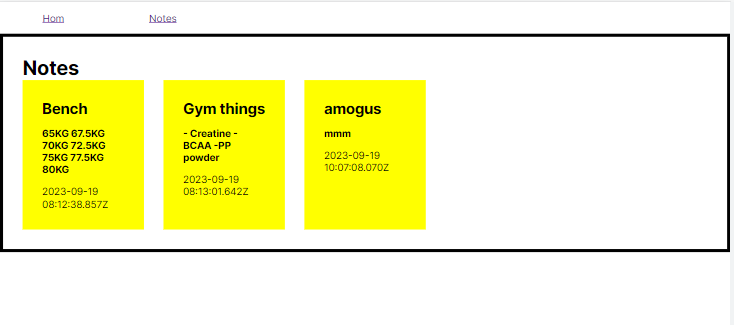 Hom Notes
Notes
Bench
65KG 67.5KG
70KG 72.5KG
75KG 77.5KG
80KG
2023-09-19
08:12:38.857Z
Gym things
- Creatine -
BCAA -PP
powder
2023-09-19
08:13:01.642Z
amogus
mmm
2023-09-19
10:07:08.070Z